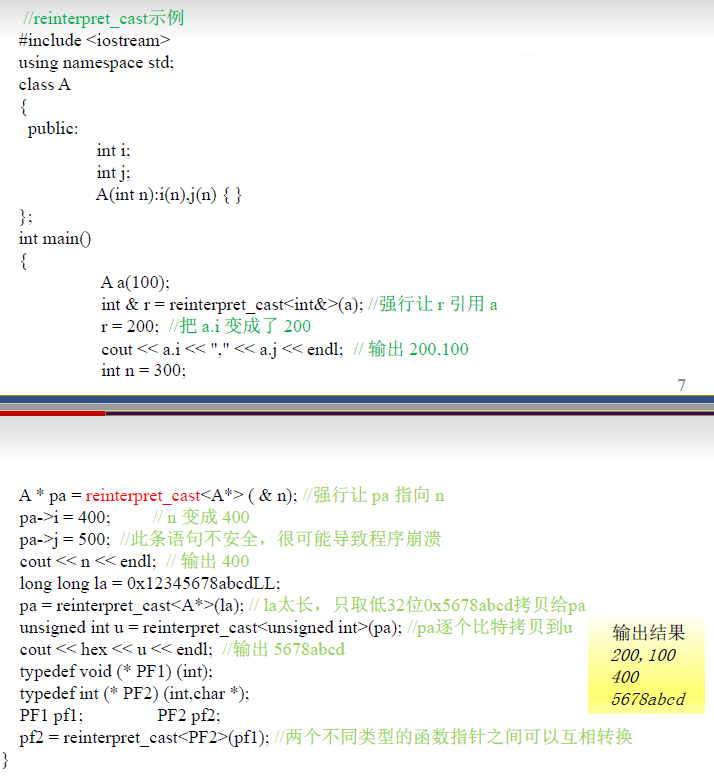 //reinterpret_cast示例
#include <iostream>
using namespace std;
class A
{
public:
int i;
int j;
A(int n):i(n),j(n) { }
};
int main()
{
A a(100);
int & r = reinterpret_cast<int&>(a); //强行让 r 引用 a
r = 200; //把 a.i 变成了 200
cout << a.i << "," << a.j << endl; // 输出 200,100
int n = 300;
7
A * pa = reinterpret_cast<A*> ( & n); //强行让 pa 指向 n
pa->i = 400; // n 变成 400
pa->j = 500; //此条语句不安全，很可能导致程序崩溃
cout << n << endl; // 输出 400
long long la = 0x12345678abcdLL;
pa = reinterpret_cast<A*>(la); // la太长，只取低32位0x5678abcd拷贝给pa
unsigned int u = reinterpret_cast<unsigned int>(pa); //pa逐个比特拷贝到u
cout << hex << u << endl; //输出 5678abcd
typedef void (* PF1) (int);
typedef int (* PF2) (int,char *);
PF1 pf1; PF2 pf2;
pf2 = reinterpret_cast<PF2>(pf1); //两个不同类型的函数指针之间可以互相转换
}
输出结果
200,100
400
5678abcd